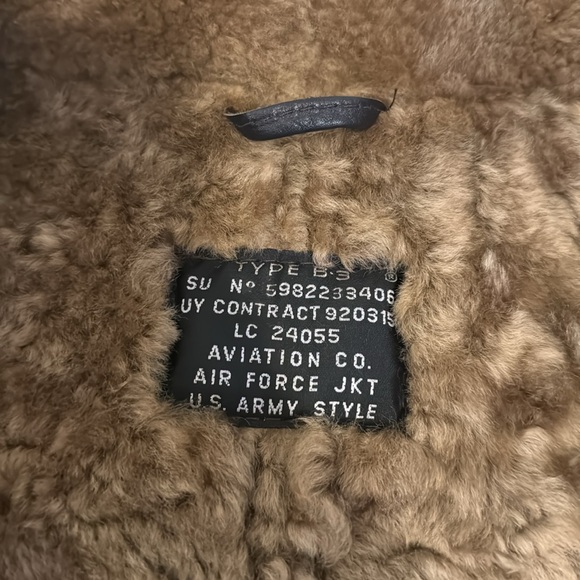 TYPE B-3 ®
SU Nº 5982233406
UY CONTRACT 920315
LC 24055
AVIATION CO.
AIR FORCE JKT
U.S. ARMY STYLE